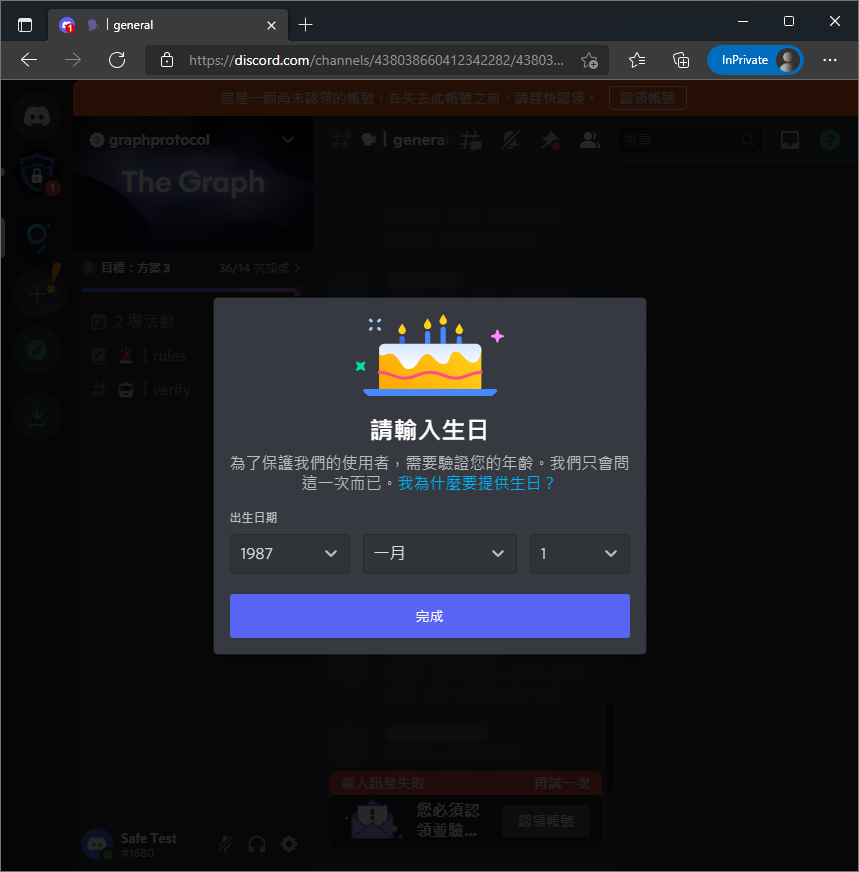 1
general
https://discord.com/channels/438038660412342282/43803...
InPrivate
這是一個尚未認領的帳號，在失去此帳號之前，請趕快認領。
認領帳號
graphprotocol
general
搜尋
?
The Graph
1
目標：方案 3
36/14 次加成
2 場活動
rules
verify
請輸入生日
為了保護我們的使用者，需要驗證您的年齡。我們只會問
這一次而已。我為什麼要提供生日？
出生日期
1987
一月
1
完成
載入訊息失敗
再試一次
您必須認
領並驗...
認領帳號
Safe Test
#1680